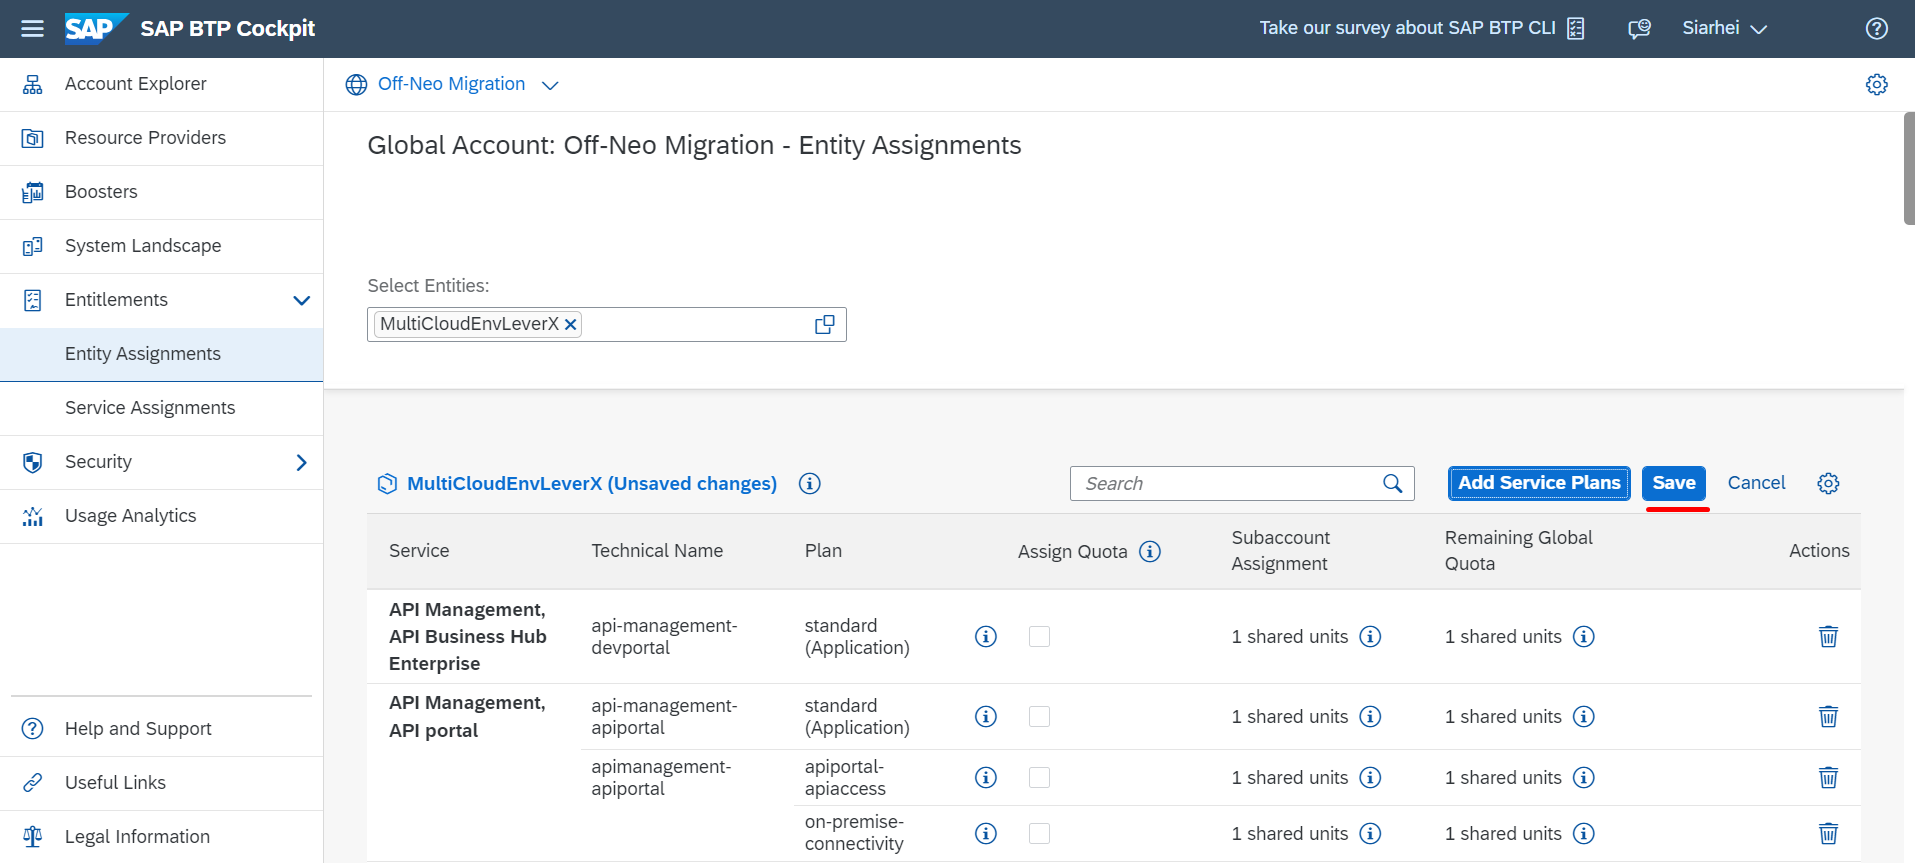 SAP SAP BTP Cockpit
Take our survey about SAP BTP CLI
Siarhei
Account Explorer
Resource Providers
Boosters
System Landscape
Entitlements
Entity Assignments
Service Assignments
Security
Usage Analytics
Help and Support
Useful Links
Legal Information
Off-Neo Migration
Global Account: Off-Neo Migration - Entity Assignments
Select Entities:
MultiCloudEnvLeverX
MultiCloudEnvLeverX (Unsaved changes)
Search
Add Service Plans
Save
Cancel
Service
Technical Name
Plan
Assign Quota
Subaccount
Assignment
Remaining Global
Quota
Actions
API Management,
API Business Hub
Enterprise
api-management-
devportal
standard
(Application)
1 shared units
1 shared units
API Management,
API portal
api-management-
apiportal
standard
(Application)
1 shared units
1 shared units
apimanagement-
apiportal
apiportal-
apiaccess
1 shared units
1 shared units
on-premise-
connectivity
1 shared units
1 shared units